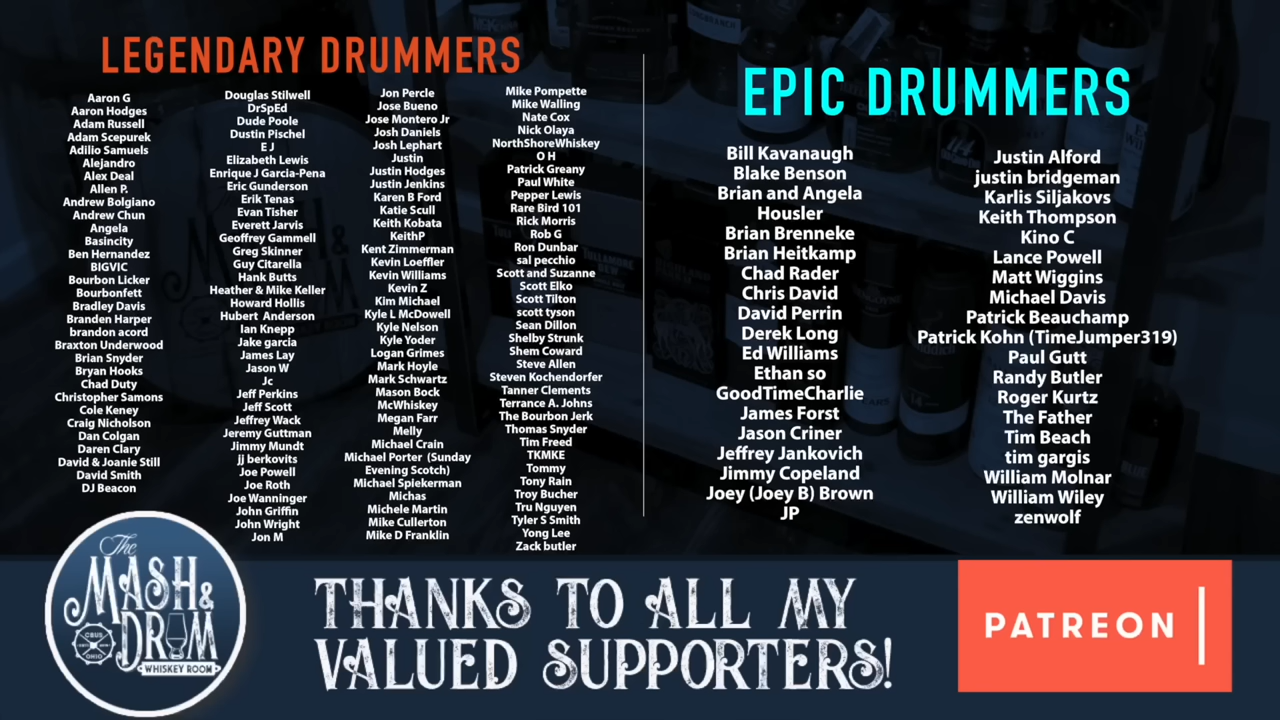 LEGENDARY DRUMMERS
Aaron G
Aaron Hodges
Adam Russell
Adam Scepurek
Adilio Samuels
Alejandro
Alex Deal
Allen P.
Andrew Bolgiano
Andrew Chun
Angela
Basincity
Ben Hernandez
BIGVIC
Bourbon Licker
Bourbonfett
Bradley Davis
Branden Harper
brandon acord
Braxton Underwood
Brian Snyder
Bryan Hooks
Chad Duty
Christopher Samons
Cole Keney
Craig Nicholson
Dan Colgan
Daren Clary
David & Joanie Still
David Smith
DJ Beacon
Douglas Stilwell
DrSpEd
Dude Poole
Dustin Pischel
E J
Elizabeth Lewis
Enrique J Garcia-Pena
Eric Gunderson
Erik Tenas
Evan Tisher
Everett Jarvis
Geoffrey Gammell
Greg Skinner
Guy Citarella
Hank Butts
Heather & Mike Keller
Howard Hollis
Hubert Anderson
Ian Knepp
Jake garcia
James Lay
Jason W
Jc
Jeff Perkins
Jeff Scott
Jeffrey Wack
Jeremy Guttman
Jimmy Mundt
jj berkovits
Joe Powell
Joe Roth
Joe Wanninger
John Griffin
John Wright
Jon M
Jon Percle
Jose Bueno
Jose Montero Jr
Josh Daniels
Josh Lephart
Justin
Justin Hodges
Justin Jenkins
Karen B Ford
Katie Scull
Keith Kobata
KeithP
Kent Zimmerman
Kevin Loeffler
Kevin Williams
Kevin Z
Kim Michael
Kyle L McDowell
Kyle Nelson
Kyle Yoder
Logan Grimes
Mark Hoyle
Mark Schwartz
Mason Bock
McWhiskey
Megan Farr
Melly
Michael Crain
Michael Porter (Sunday
Evening Scotch)
Michael Spiekerman
Michas
Michele Martin
Mike Cullerton
Mike D Franklin
Mike Pompette
Mike Walling
Nate Cox
Nick Olaya
NorthShoreWhiskey
O H
Patrick Greany
Paul White
Pepper Lewis
Rare Bird 101
Rick Morris
Rob G
Ron Dunbar
sal pecchio
Scott and Suzanne
Scott Elko
Scott Tilton
scott tyson
Sean Dillon
Shelby Strunk
Shem Coward
Steve Allen
Steven Kochendorfer
Tanner Clements
Terrance A. Johns
The Bourbon Jerk
Thomas Snyder
Tim Freed
TKMKE
Tommy
Tony Rain
Troy Bucher
Tru Nguyen
Tyler S Smith
Yong Lee
Zack butler
EPIC DRUMMERS
Bill Kavanaugh
Blake Benson
Brian and Angela
Housler
Brian Brenneke
Brian Heitkamp
Chad Rader
Chris David
David Perrin
Derek Long
Ed Williams
Ethan so
GoodTimeCharlie
James Forst
Jason Criner
Jeffrey Jankovich
Jimmy Copeland
Joey (Joey B) Brown
JP
Justin Alford
justin bridgeman
Karlis Siljakovs
Keith Thompson
Kino C
Lance Powell
Matt Wiggins
Michael Davis
Patrick Beauchamp
Patrick Kohn (TimeJumper319)
Paul Gutt
Randy Butler
Roger Kurtz
The Father
Tim Beach
tim gargis
William Molnar
William Wiley
zenwolf
The
MASH &
DRUM
WHISKEY ROOM
CBUS
OHIO
THANKS TO ALL MY
VALUED SUPPORTERS!
PATREON